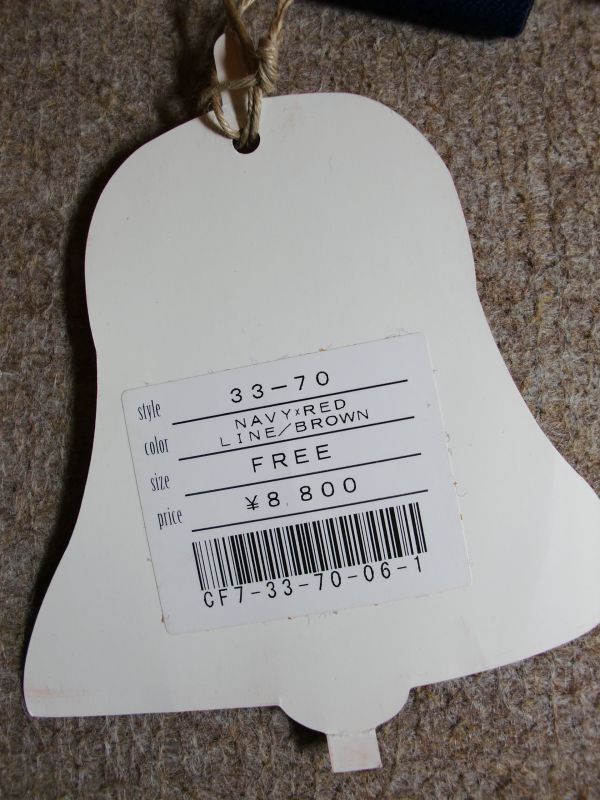 style 33-70
color NAVY×RED
LINE/BROWN
size FREE
price ¥8,800
CF7-33-70-06-1